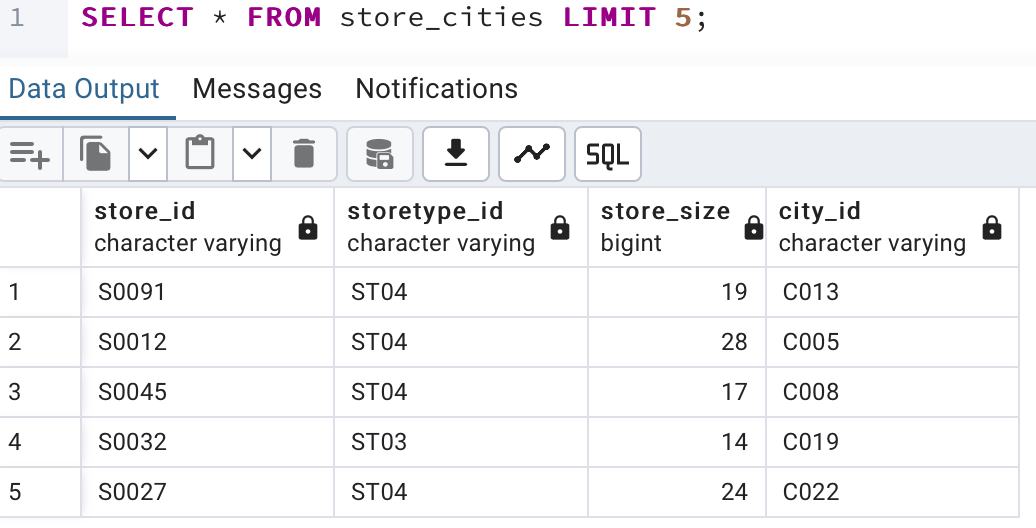 1 SELECT * FROM store_cities LIMIT 5;
Data Output Messages Notifications
SQL
store_id storetype_id store_size city_id
character varying character varying bigint character varying
1 S0091 ST04 19 C013
2 S0012 ST04 28 C005
3 S0045 ST04 17 C008
4 S0032 ST03 14 C019
5 S0027 ST04 24 C022